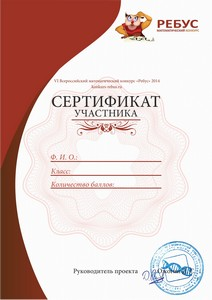 РЕБУС
МАТЕМАТИЧЕСКИЙ КОНКУРС
VI Всероссийский математический конкурс «Ребус» 2014
konkurs-rebus.ru
СЕРТИФИКАТ
УЧАСТНИКА
Ф. И. О.:
Класс:
Количество баллов:
Руководитель проекта